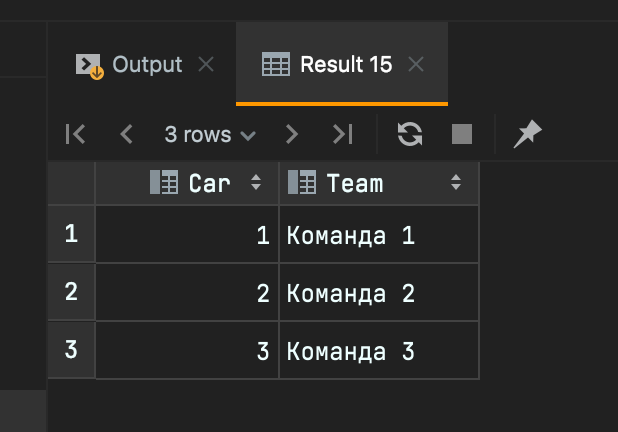 Output
Result 15
3 rows
Car Team
1 1 Команда 1
2 2 Команда 2
3 3 Команда 3